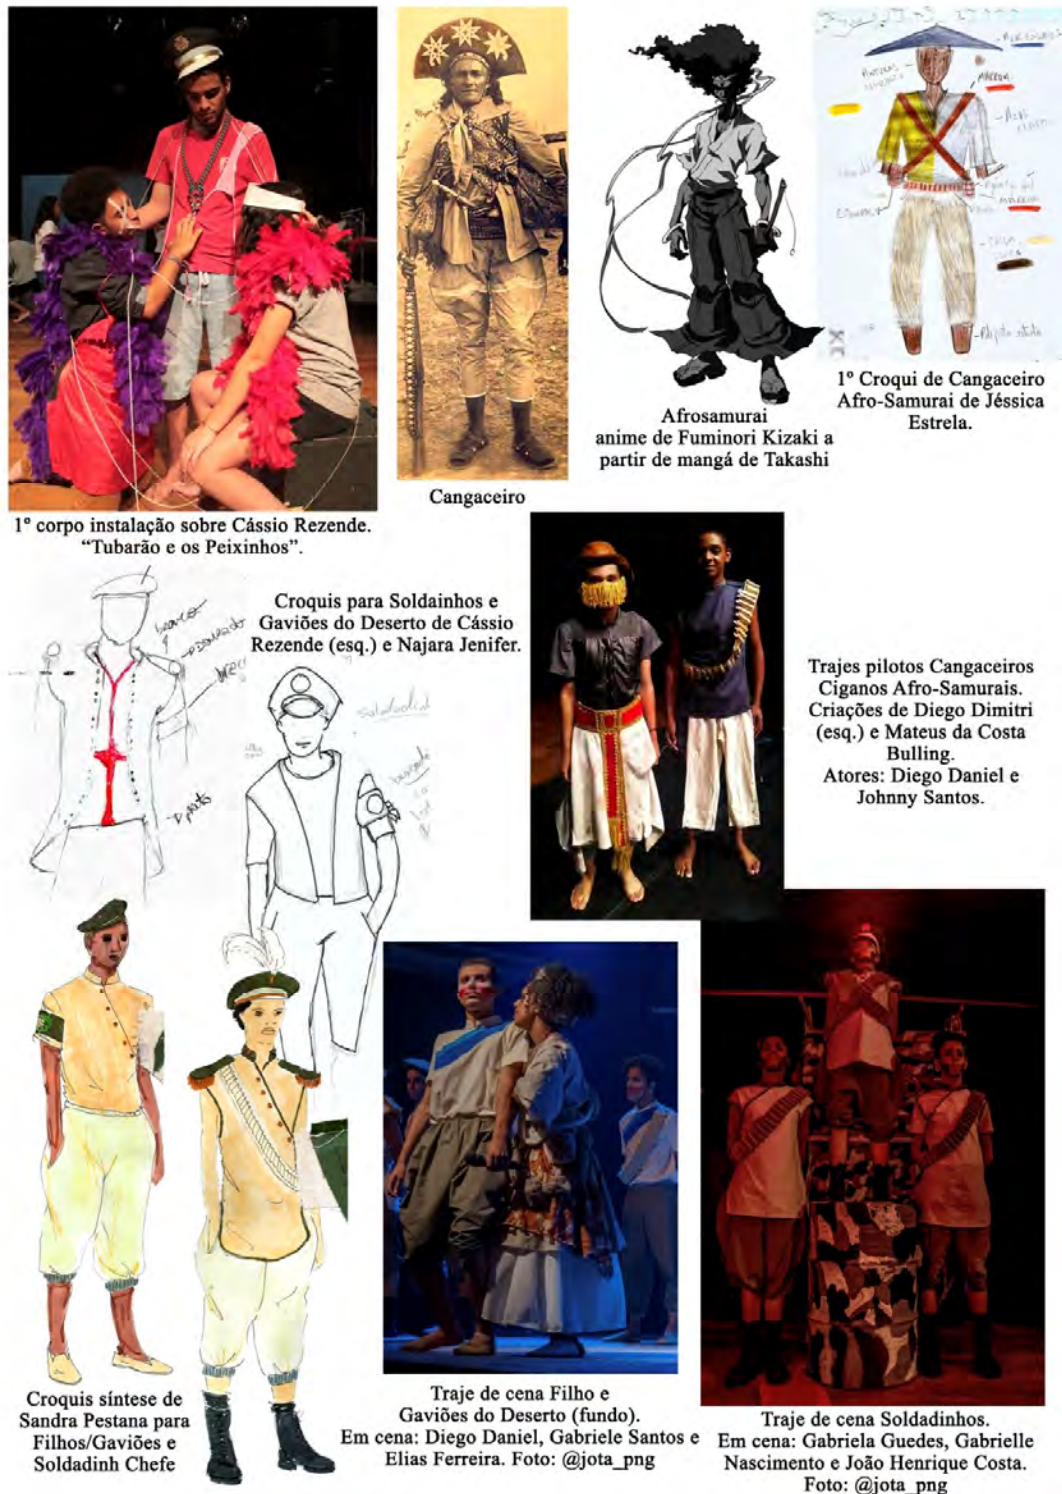 MARROM
MARROM
1º Croqui de Cangaceiro
Afro-Samurai de Jéssica
Estrela.
Afrosamurai
anime de Fuminori Kizaki a
partir de mangá de Takashi
Cangaceiro
1º corpo instalação sobre Cássio Rezende.
“Tubarão e os Peixinhos”.
Croquis para Soldainhos e
Gaviões do Deserto de Cássio
Rezende (esq.) e Najara Jenifer.
Trajes pilotos Cangaceiros
Ciganos Afro-Samurais.
Criações de Diego Dimitri
(esq.) e Mateus da Costa
Bulling.
Atores: Diego Daniel e
Johnny Santos.
Croquis síntese de
Sandra Pestana para
Filhos/Gaviões e
Soldadinh Chefe
Traje de cena Filho e
Gaviões do Deserto (fundo).
Em cena: Diego Daniel, Gabriele Santos e
Elias Ferreira. Foto: @jota_png
Traje de cena Soldadinhos.
Em cena: Gabriela Guedes, Gabrielle
Nascimento e João Henrique Costa.
Foto: @jota_png